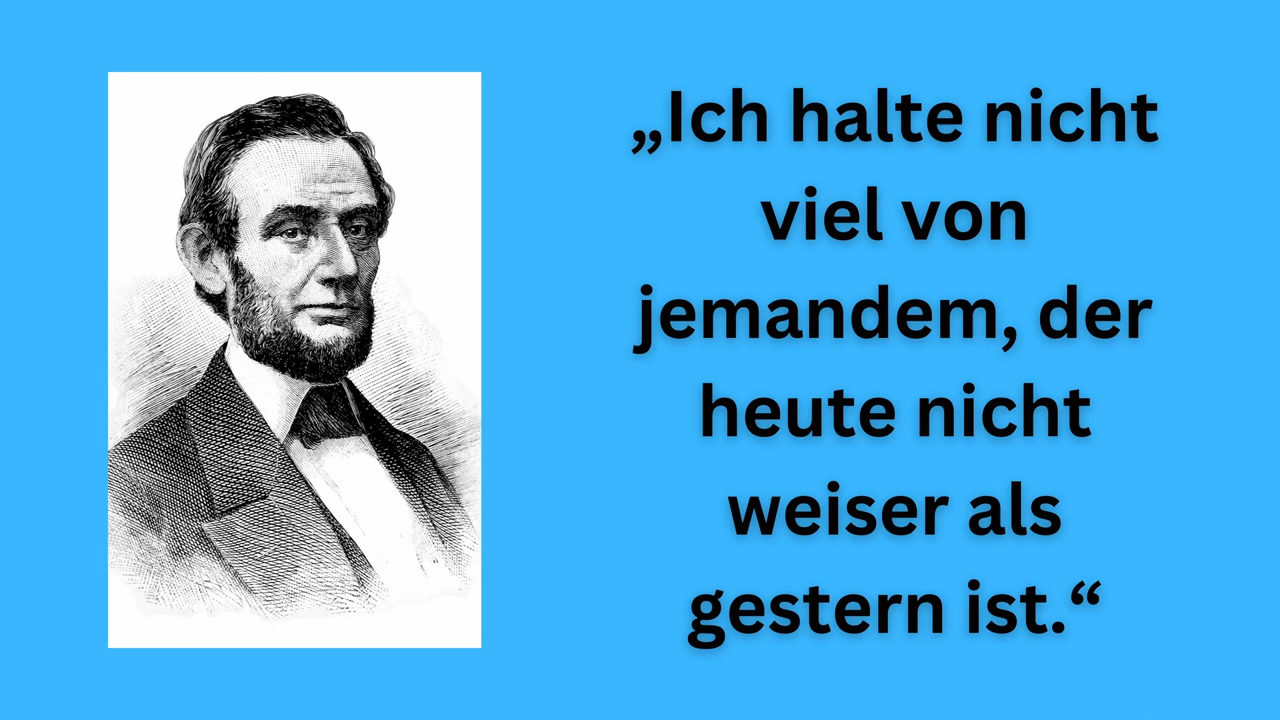 „Ich halte nicht
viel von
jemandem, der
heute nicht
weiser als
gestern ist.“